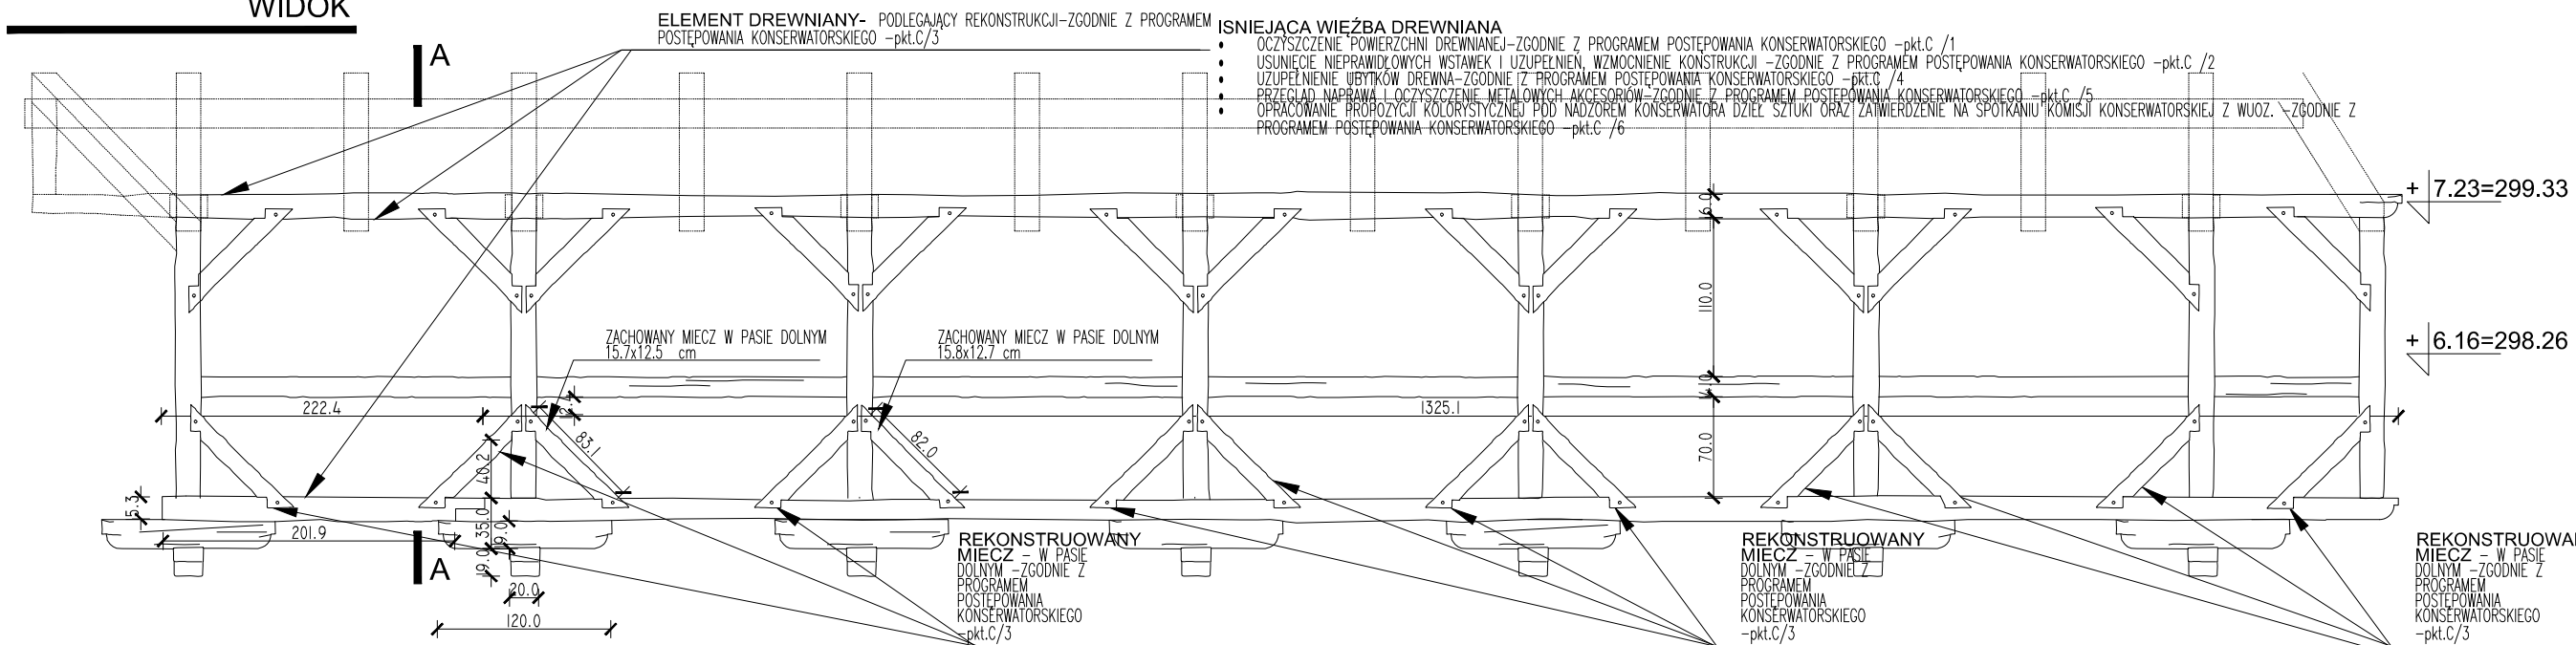 WIDOK
ELEMENT DREWNIANY- PODLEGAJĄCY REKONSTRUKCJI-ZGODNIE Z PROGRAMEM
POSTĘPOWANIA KONSERWATORSKIEGO -pkt.C/3
ISNIEJĄCA WIĘŹBA DREWNIANA
• OCZYSZCZENIE POWIERZCHNI DREWNIANEJ-ZGODNIE Z PROGRAMEM POSTĘPOWANIA KONSERWATORSKIEGO -pkt.C /1
• USUNIĘCIE NIEPRAWIDŁOWYCH WSTAWEK I UZUPEŁNIEŃ, WZMOCNIENIE KONSTRUKCJI -ZGODNIE Z PROGRAMEM POSTĘPOWANIA KONSERWATORSKIEGO -pkt.C /2
• UZUPEŁNIENIE UBYTKÓW DREWNA-ZGODNIE Z PROGRAMEM POSTĘPOWANIA KONSERWATORSKIEGO -pkt.C /4
• PRZEGLĄD NAPRAWA I OCZYSZCZENIE METALOWYCH AKCESORIÓW-ZGODNIE Z PROGRAMEM POSTĘPOWANIA KONSERWATORSKIEGO -pkt.C /5
• OPRACOWANIE PROPOZYCJI KOLORYSTYCZNEJ POD NADZOREM KONSERWATORA DZIEŁ SZTUKI ORAZ ZATWIERDZENIE NA SPOTKANIU KOMISJI KONSERWATORSKIEJ Z WUOZ. -ZGODNIE Z
PROGRAMEM POSTĘPOWANIA KONSERWATORSKIEGO -pkt.C /6
A
+ 7.23=299.33
110.0
+ 6.16=298.26
ZACHOWANY MIECZ W PASIE DOLNYM
15.7x12.5 cm
ZACHOWANY MIECZ W PASIE DOLNYM
15.8x12.7 cm
222.4
1325.1
83.1
82.0
70.0
40.2
15.3
201.9
35.0
19.0
20.0
120.0
A
REKONSTRUOWANY
MIECZ - W PASIE
DOLNYM -ZGODNIE Z
PROGRAMEM
POSTĘPOWANIA
KONSERWATORSKIEGO
-pkt.C/3
REKONSTRUOWANY
MIECZ - W PASIE
DOLNYM -ZGODNIE Z
PROGRAMEM
POSTĘPOWANIA
KONSERWATORSKIEGO
-pkt.C/3
MIECZ - W PASIE
DOLNYM -ZGODNIE Z
PROGRAMEM
POSTĘPOWANIA
KONSERWATORSKIEGO
-pkt.C/3